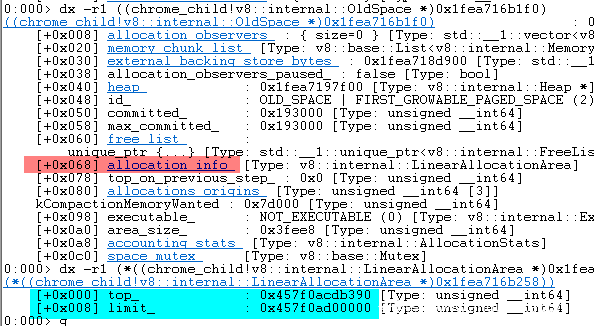 0:000> dx -r1 ((chrome_child!v8::internal::OldSpace *)0x1fea716b1f0)
((chrome_child!v8::internal::OldSpace *)0x1fea716b1f0) : 0
[+0x008] allocation_observers_ : { size=0 } [Type: std::__1::vector<v8
[+0x020] memory_chunk_list_ [Type: v8::base::List<v8::internal::Memory
[+0x030] external_backing_store_bytes_ : 0x1fea718d900 [Type: std::__1
[+0x038] allocation_observers_paused_ : false [Type: bool]
[+0x040] heap_ : 0x1fea7197f00 [Type: v8::internal::Heap *]
[+0x048] id_ : OLD_SPACE | FIRST_GROWABLE_PAGED_SPACE (2)
[+0x050] committed_ : 0x193000 [Type: unsigned __int64]
[+0x058] max_committed_ : 0x193000 [Type: unsigned __int64]
[+0x060] free_list_ :
unique_ptr {...} [Type: std::__1::unique_ptr<v8::internal::FreeLis
[+0x068] allocation_info_ [Type: v8::internal::LinearAllocationArea]
[+0x078] top_on_previous_step_ : 0x0 [Type: unsigned __int64]
[+0x080] allocations_origins_ [Type: unsigned __int64 [3]]
kCompactionMemoryWanted : 0x7d000 [Type: unsigned __int64]
[+0x098] executable_ : NOT_EXECUTABLE (0) [Type: v8::internal::Ex
[+0x0a0] area_size_ : 0x3fee8 [Type: unsigned __int64]
[+0x0a8] accounting_stats_ [Type: v8::internal::AllocationStats]
[+0x0c0] space_mutex_ [Type: v8::base::Mutex]
0:000> dx -r1 (*((chrome_child!v8::internal::LinearAllocationArea *)0x1fea
(*((chrome_child!v8::internal::LinearAllocationArea *)0x1fea716b258))
[+0x000] top_ : 0x457f0acdb390 [Type: unsigned __int64]
[+0x008] limit_ : 0x457f0ad00000 [Type: unsigned __int64]
0:000> g